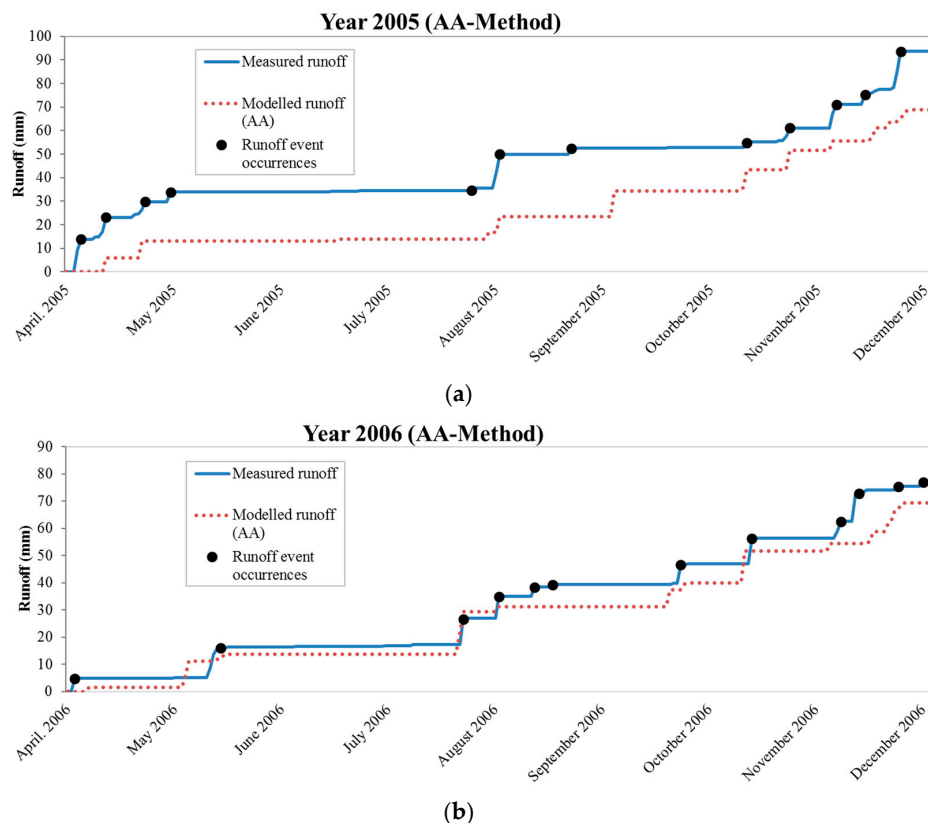 Year 2005 (AA-Method)
Runoff (mm)
100
90
80
70
60
50
40
30
20
10
0
Measured runoff
Modelled runoff
(AA)
Runoff event
occurrences
April. 2005
May 2005
June 2005
July 2005
August 2005
September 2005
Octorber 2005
November 2005
December 2005
(a)
Year 2006 (AA-Method)
Runoff (mm)
90
80
70
60
50
40
30
20
10
0
Measured runoff
Modelled runoff
(AA)
Runoff event
occurrences
April. 2006
May 2006
June 2006
July 2006
August 2006
September 2006
Octorber 2006
November 2006
December 2006
(b)